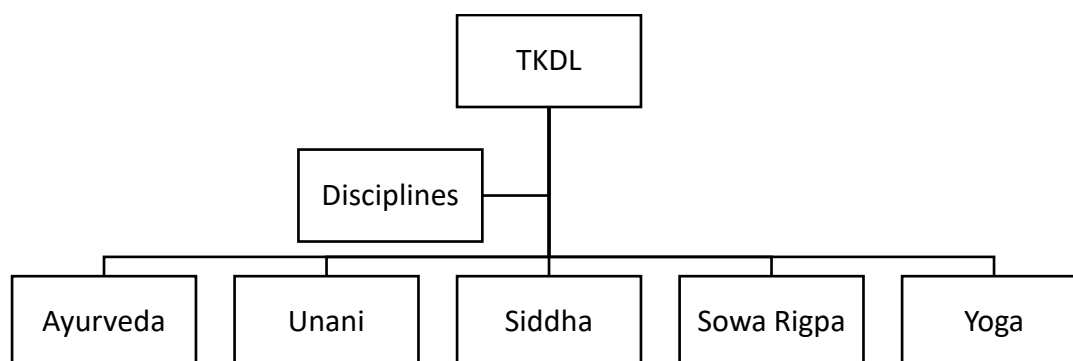 TKDL
Disciplines
Ayurveda
Unani
Siddha
Sowa Rigpa
Yoga